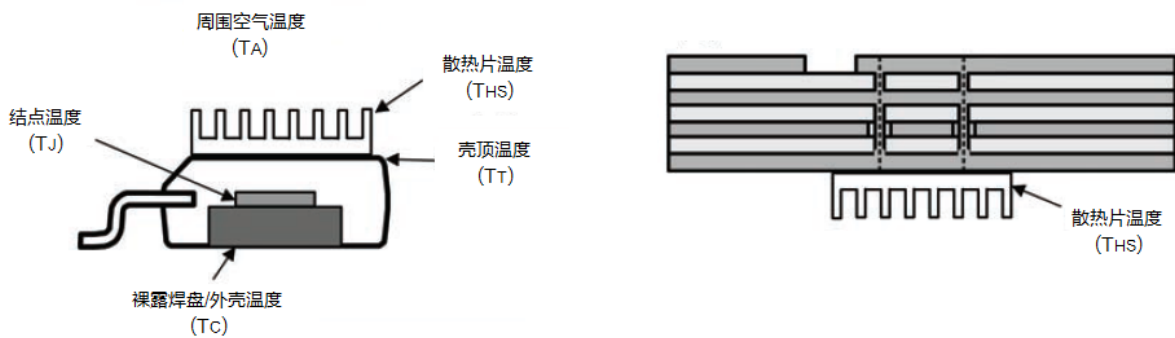 周围空气温度
(TA)
散热片温度
(THS)
结点温度
(TJ)
壳顶温度
(TT)
裸露焊盘/外壳温度
(TC)
散热片温度
(THS)